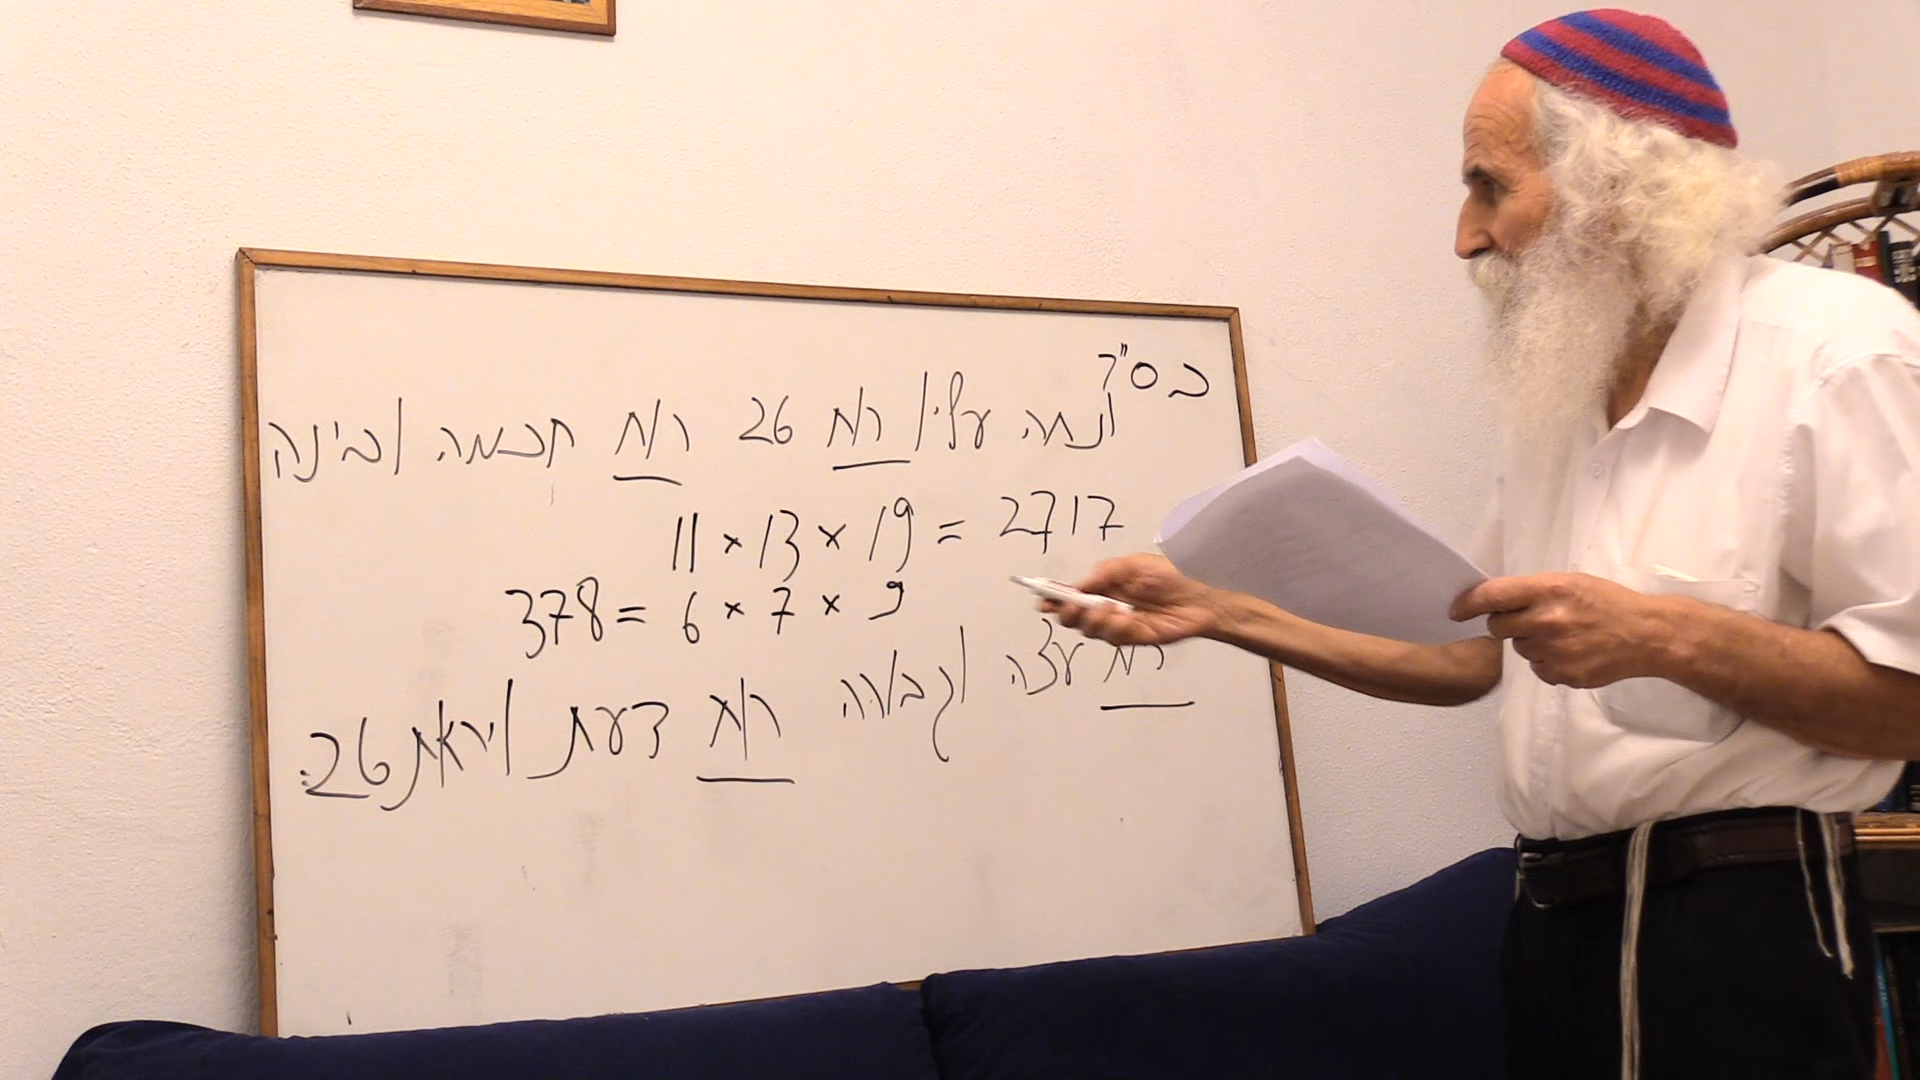 בס"ד
ונחה עליו רוח 26 רוח חכמה ובינה
11 × 13 × 19 = 2717
378 = 6 × 7 × 9
רוח עצה וגבורה
רוח דעת ויראת 26: